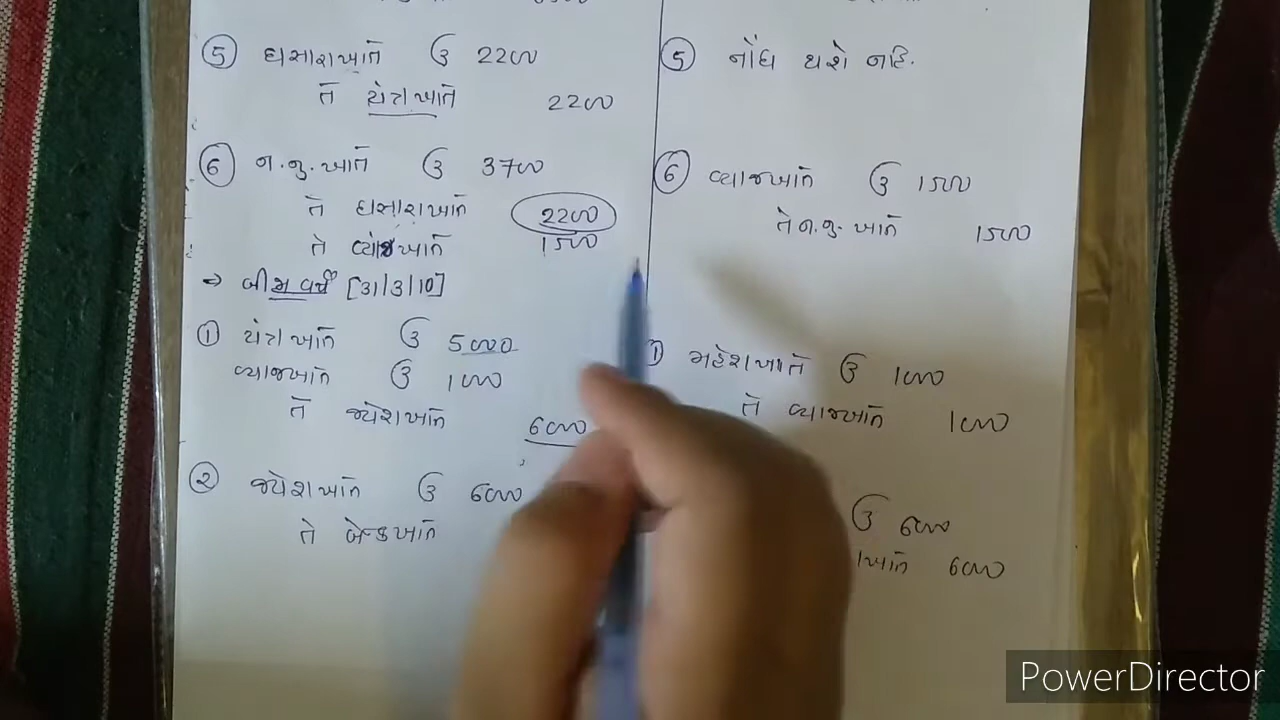 ⑤ ઘસારાખાતે ઉ 2200
તે યંત્રખાતે 2200
⑥ ન.નુ.ખાતે ઉ 3700
તે ઘસારાખાતે 2200
તે વ્યાજખાતે 1500
⇒ બીજા વર્ષે [31/3/10]
① યંત્રખાતે ઉ 5000
વ્યાજખાતે ઉ 1000
તે જયેશખાતે 6000
② જયેશખાતે ઉ 6000
તે બેન્કખાતે
⑤ નોંધ થશે નહિ.
⑥ વ્યાજખાતે ઉ 1500
તે ન.નુ. ખાતે 1500
① મહેશખાતે ઉ 1000
તે વ્યાજખાતે 1000
ઉ 6000
ખાતે 6000
PowerDirector